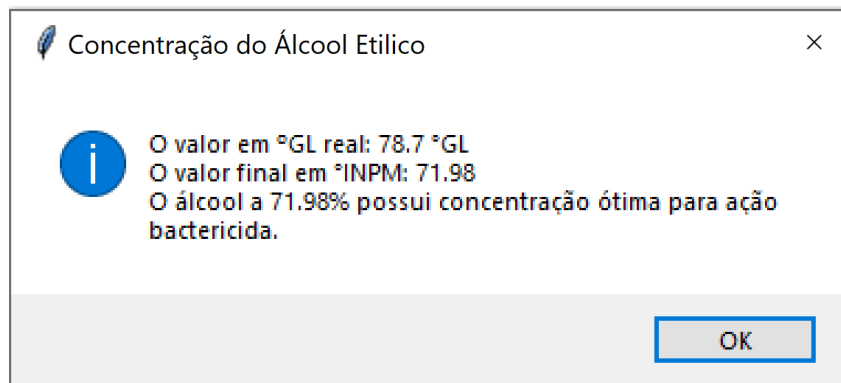 Concentração do Álcool Etilico
O valor em °GL real: 78.7 °GL
O valor final em °INPM: 71.98
O álcool a 71.98% possui concentração ótima para ação
bactericida.
OK